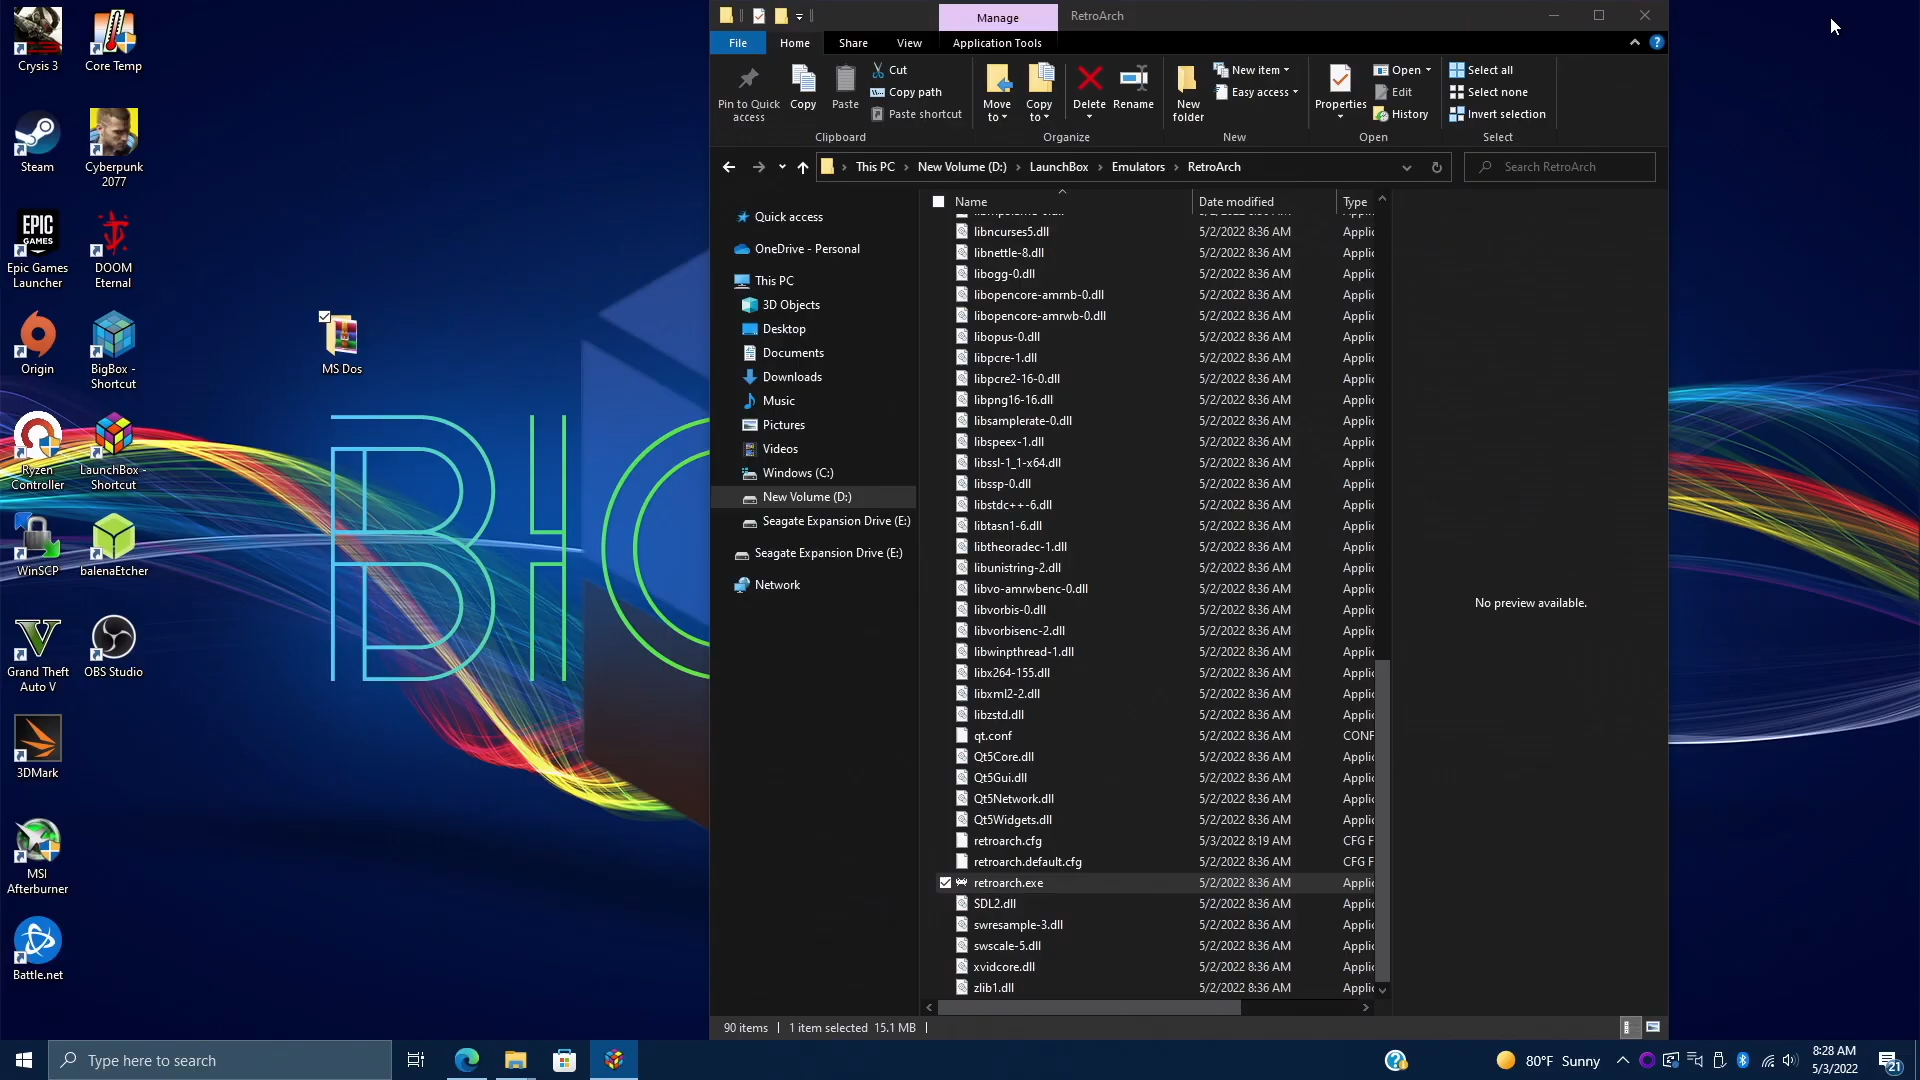 Crysis 3
Core Temp
Steam
Cyberpunk
2077
EPIC
GAMES
Epic Games
Launcher
DOOM
Eternal
Origin
BigBox -
Shortcut
Ryzen
Controller
LaunchBox -
Shortcut
WinSCP
balenaEtcher
Grand Theft
Auto V
OBS Studio
3DMark
MSI
Afterburner
Battle.net
MS Dos
Manage
RetroArch
File
Home
Share
View
Application Tools
Pin to Quick
access
Copy
Paste
Cut
Copy path
Paste shortcut
Clipboard
Move
to
Copy
to
Delete
Rename
Organize
New
folder
New item
Easy access
New
Properties
Open
Edit
History
Open
Select all
Select none
Invert selection
Select
This PC
New Volume (D:)
LaunchBox
Emulators
RetroArch
Search RetroArch
Quick access
OneDrive - Personal
This PC
3D Objects
Desktop
Documents
Downloads
Music
Pictures
Videos
Windows (C:)
New Volume (D:)
Seagate Expansion Drive (E:)
Seagate Expansion Drive (E:)
Network
Name Date modified Type
libncurses5.dll 5/2/2022 8:36 AM Applic
libnettle-8.dll 5/2/2022 8:36 AM Applic
libogg-0.dll 5/2/2022 8:36 AM Applic
libopencore-amrnb-0.dll 5/2/2022 8:36 AM Applic
libopencore-amrwb-0.dll 5/2/2022 8:36 AM Applic
libopus-0.dll 5/2/2022 8:36 AM Applic
libpcre-1.dll 5/2/2022 8:36 AM Applic
libpcre2-16-0.dll 5/2/2022 8:36 AM Applic
libpng16-16.dll 5/2/2022 8:36 AM Applic
libsamplerate-0.dll 5/2/2022 8:36 AM Applic
libspeex-1.dll 5/2/2022 8:36 AM Applic
libssl-1_1-x64.dll 5/2/2022 8:36 AM Applic
libssp-0.dll 5/2/2022 8:36 AM Applic
libstdc++-6.dll 5/2/2022 8:36 AM Applic
libtasn1-6.dll 5/2/2022 8:36 AM Applic
libtheoradec-1.dll 5/2/2022 8:36 AM Applic
libunistring-2.dll 5/2/2022 8:36 AM Applic
libvo-amrwbenc-0.dll 5/2/2022 8:36 AM Applic
libvorbis-0.dll 5/2/2022 8:36 AM Applic
libvorbisenc-2.dll 5/2/2022 8:36 AM Applic
libwinpthread-1.dll 5/2/2022 8:36 AM Applic
libx264-155.dll 5/2/2022 8:36 AM Applic
libxml2-2.dll 5/2/2022 8:36 AM Applic
libzstd.dll 5/2/2022 8:36 AM Applic
qt.conf 5/2/2022 8:36 AM CONF
Qt5Core.dll 5/2/2022 8:36 AM Applic
Qt5Gui.dll 5/2/2022 8:36 AM Applic
Qt5Network.dll 5/2/2022 8:36 AM Applic
Qt5Widgets.dll 5/2/2022 8:36 AM Applic
retroarch.cfg 5/3/2022 8:19 AM CFG F
retroarch.default.cfg 5/2/2022 8:36 AM CFG F
retroarch.exe 5/2/2022 8:36 AM Applic
SDL2.dll 5/2/2022 8:36 AM Applic
swresample-3.dll 5/2/2022 8:36 AM Applic
swscale-5.dll 5/2/2022 8:36 AM Applic
xvidcore.dll 5/2/2022 8:36 AM Applic
zlib1.dll 5/2/2022 8:36 AM Applic
No preview available.
90 items 1 item selected 15.1 MB
Type here to search
80°F Sunny
8:28 AM
5/3/2022
21